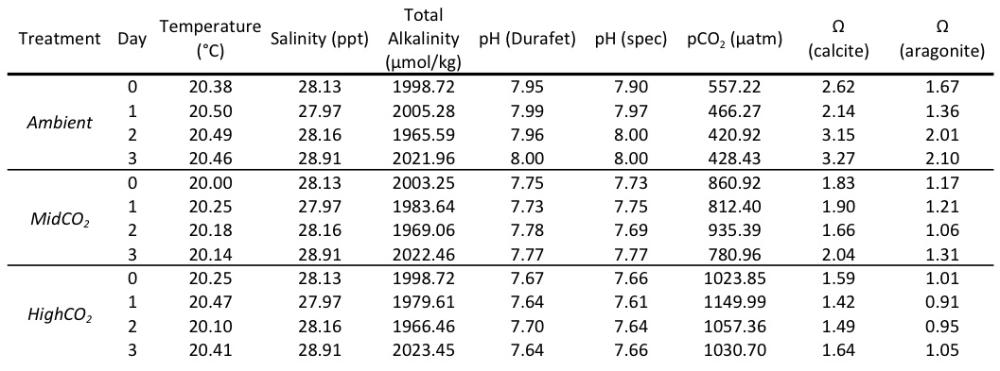 Treatment Day Temperature (°C) Salinity (ppt) Total Alkalinity (µmol/kg) pH (Durafet) pH (spec) pCO₂ (µatm) Ω (calcite) Ω (aragonite)
Ambient
0 20.38 28.13 1998.72 7.95 7.90 557.22 2.62 1.67
1 20.50 27.97 2005.28 7.99 7.97 466.27 2.14 1.36
2 20.49 28.16 1965.59 7.96 8.00 420.92 3.15 2.01
3 20.46 28.91 2021.96 8.00 8.00 428.43 3.27 2.10
MidCO₂
0 20.00 28.13 2003.25 7.75 7.73 860.92 1.83 1.17
1 20.25 27.97 1983.64 7.73 7.75 812.40 1.90 1.21
2 20.18 28.16 1969.06 7.78 7.69 935.39 1.66 1.06
3 20.14 28.91 2022.46 7.77 7.77 780.96 2.04 1.31
HighCO₂
0 20.25 28.13 1998.72 7.67 7.66 1023.85 1.59 1.01
1 20.47 27.97 1979.61 7.64 7.61 1149.99 1.42 0.91
2 20.10 28.16 1966.46 7.70 7.64 1057.36 1.49 0.95
3 20.41 28.91 2023.45 7.64 7.66 1030.70 1.64 1.05